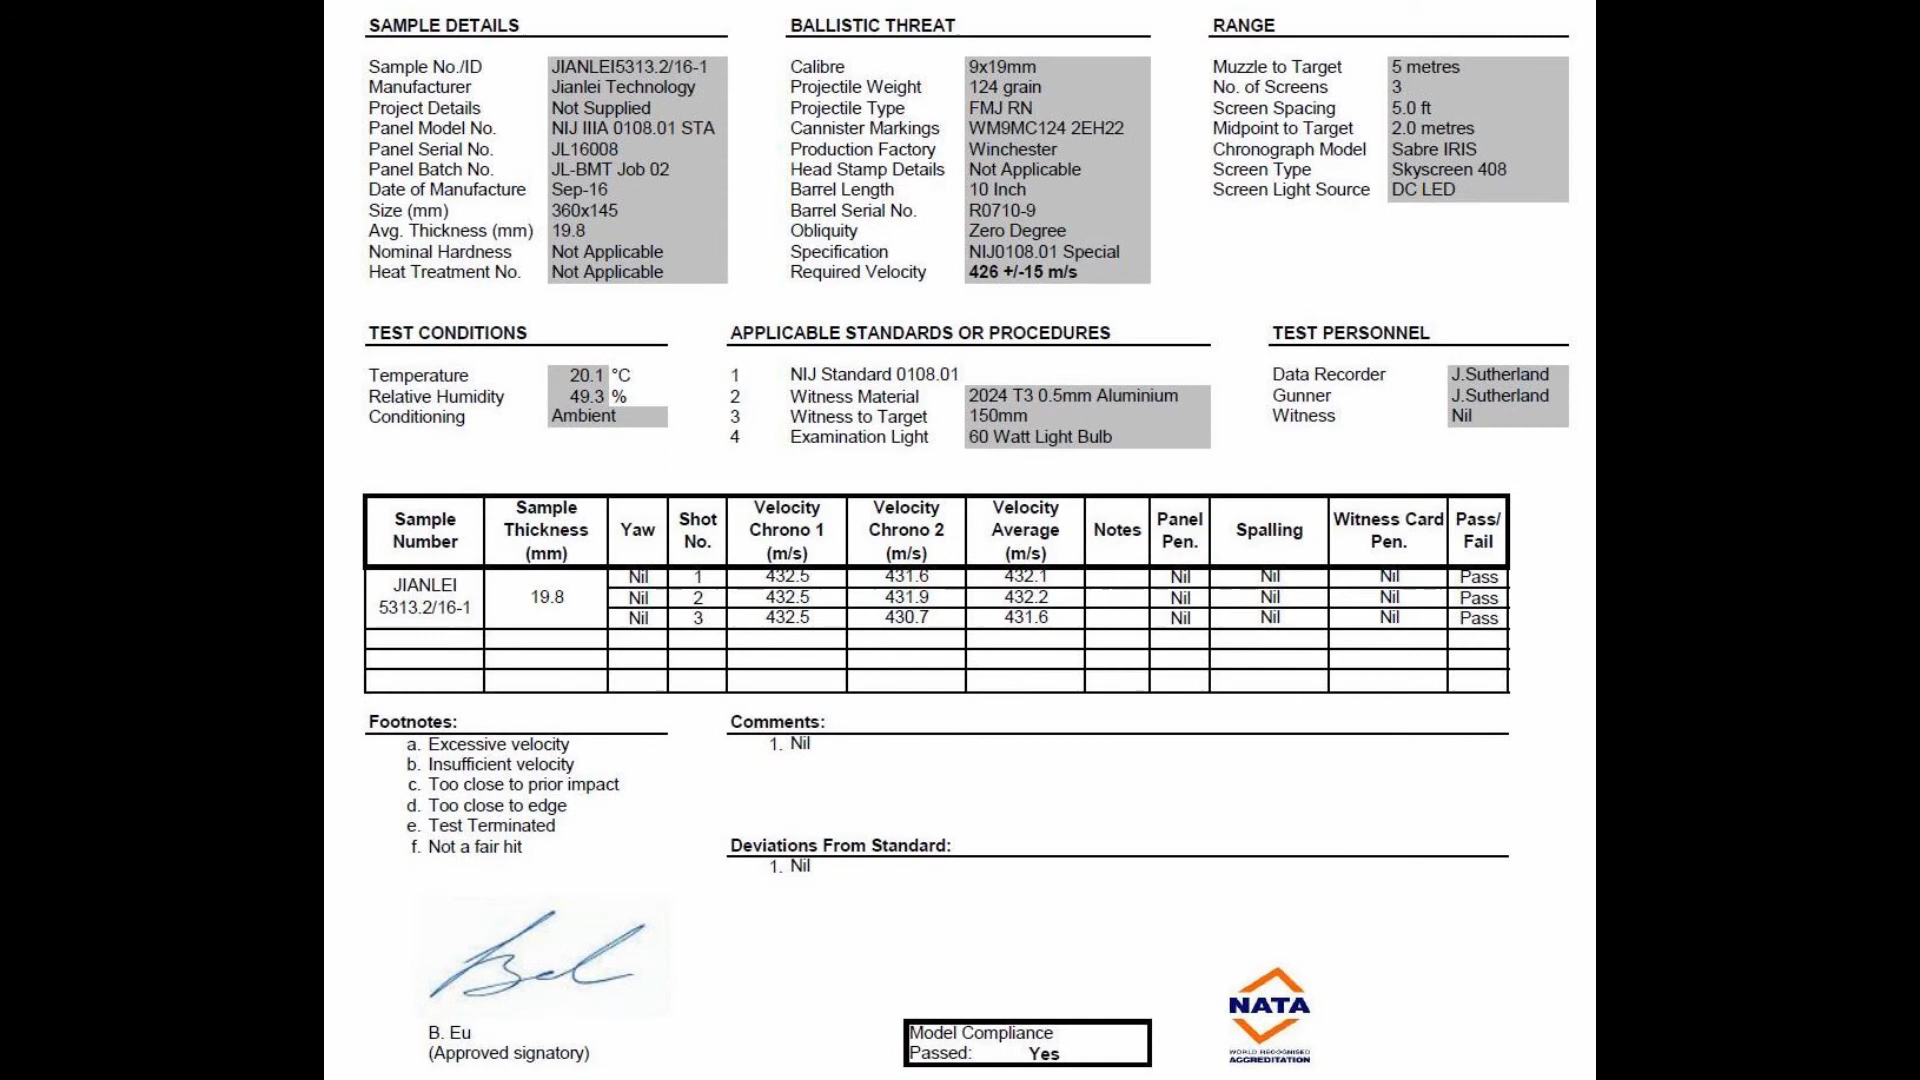 SAMPLE DETAILS
Sample No./ID JIANLEI5313.2/16-1
Manufacturer Jianlei Technology
Project Details Not Supplied
Panel Model No. NIJ IIIA 0108.01 STA
Panel Serial No. JL16008
Panel Batch No. JL-BMT Job 02
Date of Manufacture Sep-16
Size (mm) 360x145
Avg. Thickness (mm) 19.8
Nominal Hardness Not Applicable
Heat Treatment No. Not Applicable
BALLISTIC THREAT
Calibre 9x19mm
Projectile Weight 124 grain
Projectile Type FMJ RN
Cannister Markings WM9MC124 2EH22
Production Factory Winchester
Head Stamp Details Not Applicable
Barrel Length 10 Inch
Barrel Serial No. R0710-9
Obliquity Zero Degree
Specification NIJ0108.01 Special
Required Velocity 426 +/-15 m/s
RANGE
Muzzle to Target 5 metres
No. of Screens 3
Screen Spacing 5.0 ft
Midpoint to Target 2.0 metres
Chronograph Model Sabre IRIS
Screen Type Skyscreen 408
Screen Light Source DC LED
TEST CONDITIONS
Temperature 20.1 °C
Relative Humidity 49.3 %
Conditioning Ambient
APPLICABLE STANDARDS OR PROCEDURES
1 NIJ Standard 0108.01
2 Witness Material 2024 T3 0.5mm Aluminium
3 Witness to Target 150mm
4 Examination Light 60 Watt Light Bulb
TEST PERSONNEL
Data Recorder J.Sutherland
Gunner J.Sutherland
Witness Nil
Sample Number
Sample Thickness (mm)
Yaw
Shot No.
Velocity Chrono 1 (m/s)
Velocity Chrono 2 (m/s)
Velocity Average (m/s)
Notes
Panel Pen.
Spalling
Witness Card Pen.
Pass/ Fail
JIANLEI
5313.2/16-1
19.8
Nil 1 432.5 431.6 432.1 Nil Nil Nil Pass
Nil 2 432.5 431.9 432.2 Nil Nil Nil Pass
Nil 3 432.5 430.7 431.6 Nil Nil Nil Pass
Footnotes:
a. Excessive velocity
b. Insufficient velocity
c. Too close to prior impact
d. Too close to edge
e. Test Terminated
f. Not a fair hit
Comments:
1. Nil
Deviations From Standard:
1. Nil
B. Eu
(Approved signatory)
Model Compliance
Passed: Yes
NATA
WORLD RECOGNISED
ACCREDITATION